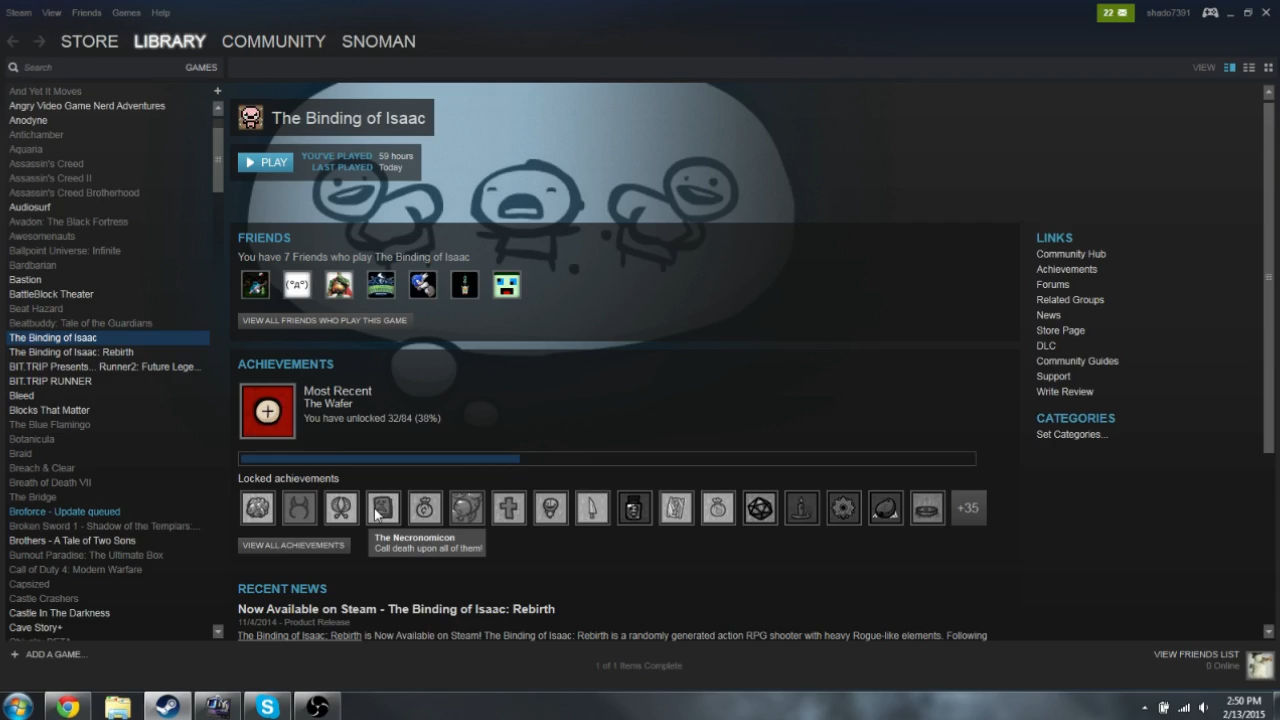 Steam View Friends Games Help
22
shado7391
STORE LIBRARY COMMUNITY SNOMAN
Search
GAMES
VIEW
And Yet It Moves
Angry Video Game Nerd Adventures
Anodyne
Antichamber
Aquaria
Assassin's Creed
Assassin's Creed II
Assassin's Creed Brotherhood
Audiosurf
Avadon: The Black Fortress
Awesomenauts
Ballpoint Universe: Infinite
Bardbarian
Bastion
BattleBlock Theater
Beat Hazard
Beatbuddy: Tale of the Guardians
The Binding of Isaac
The Binding of Isaac: Rebirth
BIT.TRIP Presents... Runner2: Future Lege...
BIT.TRIP RUNNER
Bleed
Blocks That Matter
The Blue Flamingo
Botanicula
Braid
Breach & Clear
Breath of Death VII
The Bridge
Broforce - Update queued
Broken Sword 1 - Shadow of the Templars:...
Brothers - A Tale of Two Sons
Burnout Paradise: The Ultimate Box
Call of Duty 4: Modern Warfare
Capsized
Castle Crashers
Castle In The Darkness
Cave Story+
ADD A GAME...
The Binding of Isaac
PLAY
YOU'VE PLAYED 59 hours
LAST PLAYED Today
FRIENDS
You have 7 Friends who play The Binding of Isaac
VIEW ALL FRIENDS WHO PLAY THIS GAME
ACHIEVEMENTS
Most Recent
The Wafer
You have unlocked 32/84 (38%)
Locked achievements
+35
The Necronomicon
Call death upon all of them!
VIEW ALL ACHIEVEMENTS
RECENT NEWS
Now Available on Steam - The Binding of Isaac: Rebirth
11/4/2014 - Product Release
The Binding of Isaac: Rebirth is Now Available on Steam! The Binding of Isaac: Rebirth is a randomly generated action RPG shooter with heavy Rogue-like elements. Following
LINKS
Community Hub
Achievements
Forums
Related Groups
News
Store Page
DLC
Community Guides
Support
Write Review
CATEGORIES
Set Categories...
1 of 1 Items Complete
VIEW FRIENDS LIST
0 Online
2:50 PM
2/13/2015